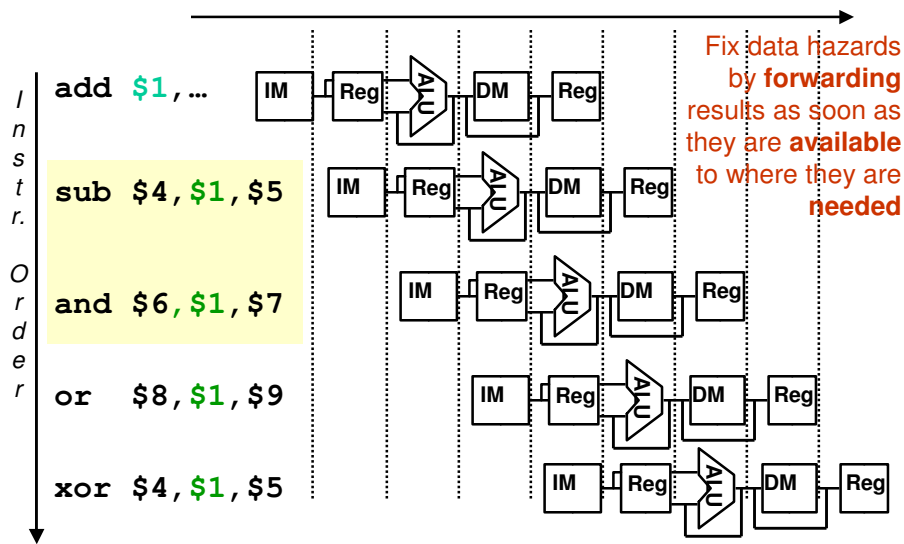 Instr. Order
add $1,…
IM Reg ALU DM Reg
Fix data hazards
by forwarding
results as soon as
they are available
to where they are
needed
sub $4,$1,$5
IM Reg ALU DM Reg
and $6,$1,$7
IM Reg ALU DM Reg
or $8,$1,$9
IM Reg ALU DM Reg
xor $4,$1,$5
IM Reg ALU DM Reg